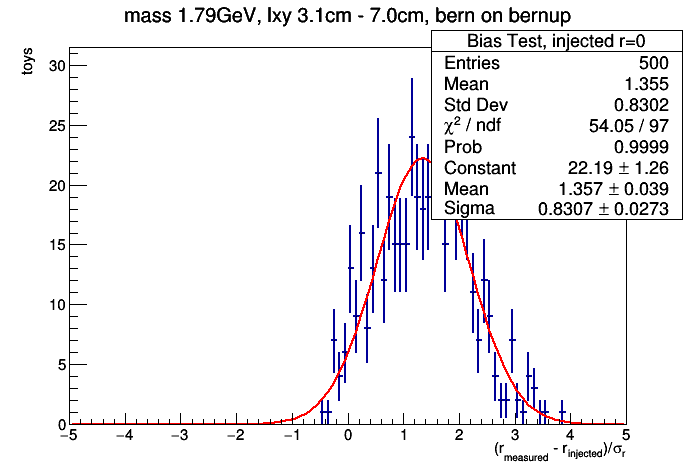 mass 1.79GeV, lxy 3.1cm - 7.0cm, bern on bernup
Bias Test, injected r=0
Entries 500
Mean 1.355
Std Dev 0.8302
χ² / ndf 54.05 / 97
Prob 0.9999
Constant 22.19 ± 1.26
Mean 1.357 ± 0.039
Sigma 0.8307 ± 0.0273
toys
30
25
20
15
10
5
0
−5 −4 −3 −2 −1 0 1 2 3 4 5
(r_measured - r_injected)/σ_r